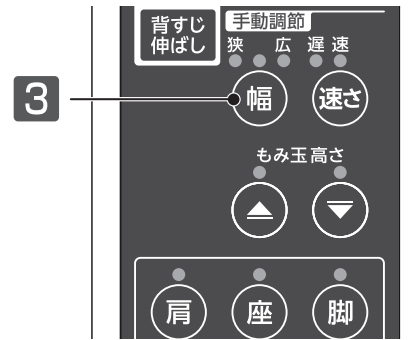 背すじ
伸ばし
手動調節
狭 広 遅 速
3
幅 速さ
もみ玉高さ
肩 座 脚